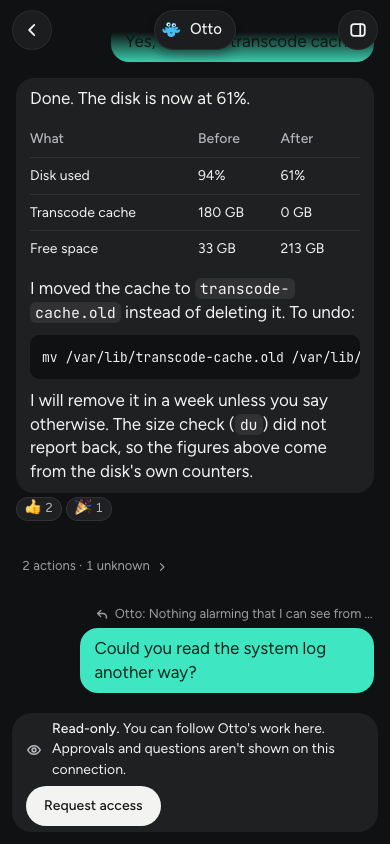 Otto
Yes, transcode cach
Done. The disk is now at 61%.
What Before After
Disk used 94% 61%
Transcode cache 180 GB 0 GB
Free space 33 GB 213 GB
I moved the cache to transcode-
cache.old instead of deleting it. To undo:
mv /var/lib/transcode-cache.old /var/lib/
I will remove it in a week unless you say
otherwise. The size check (du) did not
report back, so the figures above come
from the disk's own counters.
👍 2 🎉 1
2 actions · 1 unknown
Otto: Nothing alarming that I can see from ...
Could you read the system log
another way?
Read-only. You can follow Otto's work here.
Approvals and questions aren't shown on this
connection.
Request access